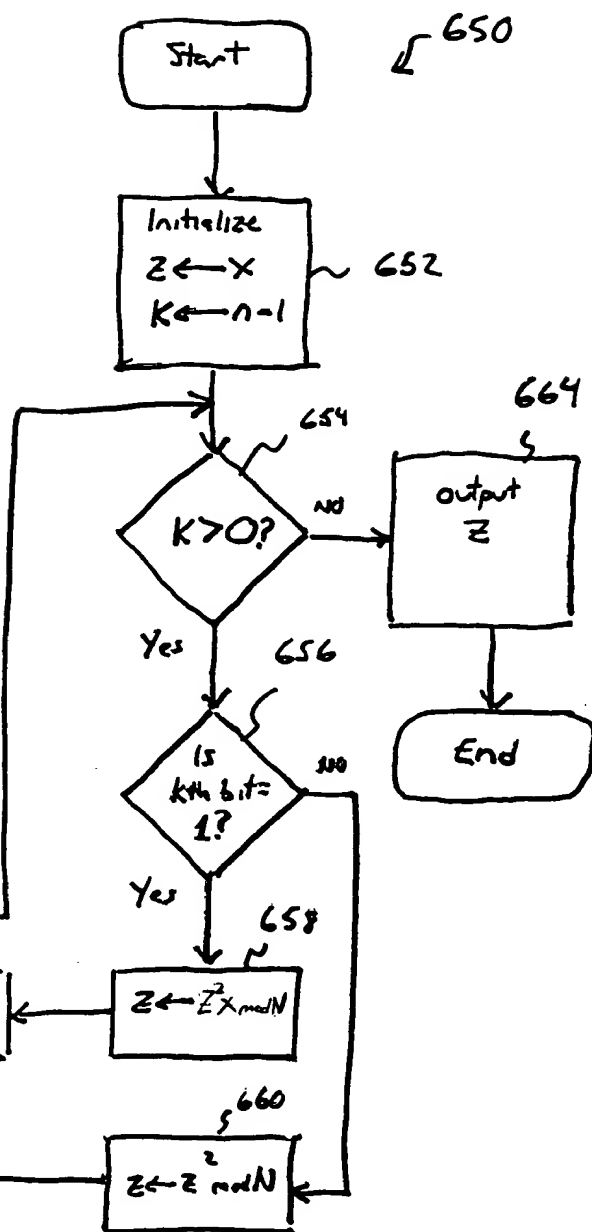 650
Start
Initialize
Z ← X
K ← n-1
652
654
K>0?
NO
664
output
Z
Yes
656
Is
kth bit=
1?
NO
End
Yes
658
Z ← Z²X mod N
660
Z ← Z² mod N